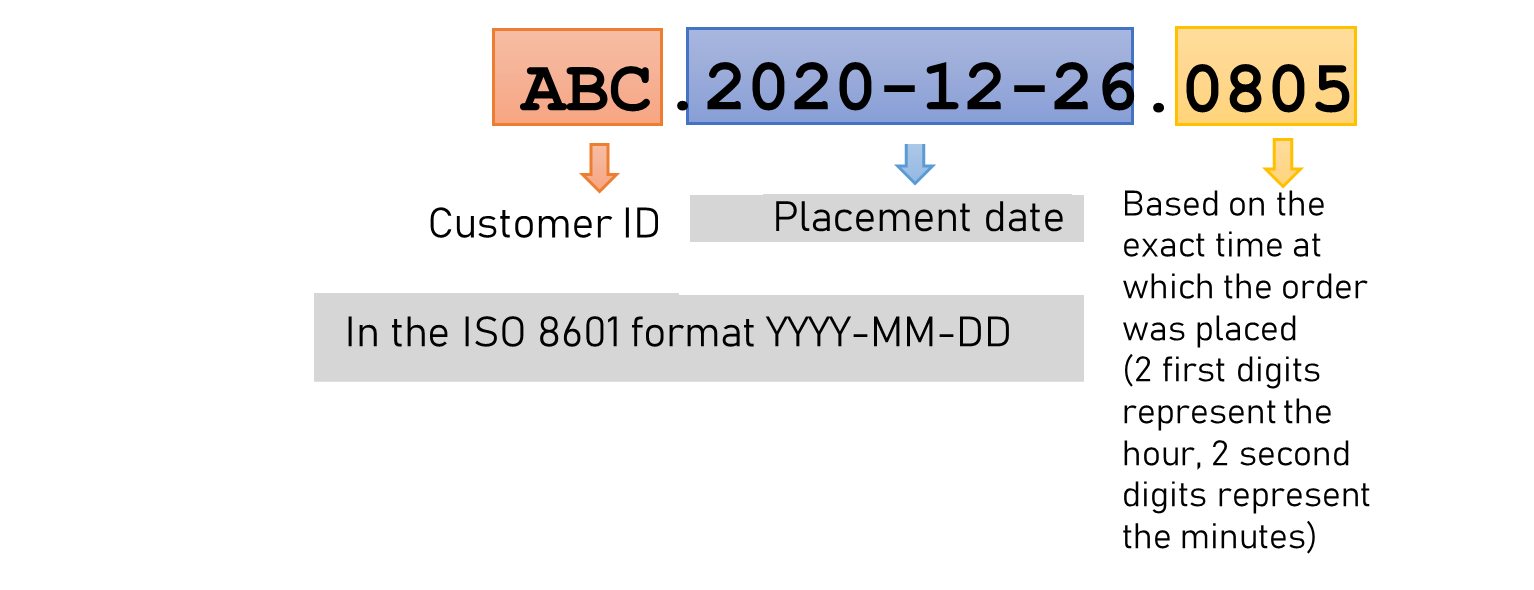 ABC.2020-12-26.0805
Customer ID
Placement date
In the ISO 8601 format YYYY-MM-DD
Based on the
exact time at
which the order
was placed
(2 first digits
represent the
hour, 2 second
digits represent
the minutes)